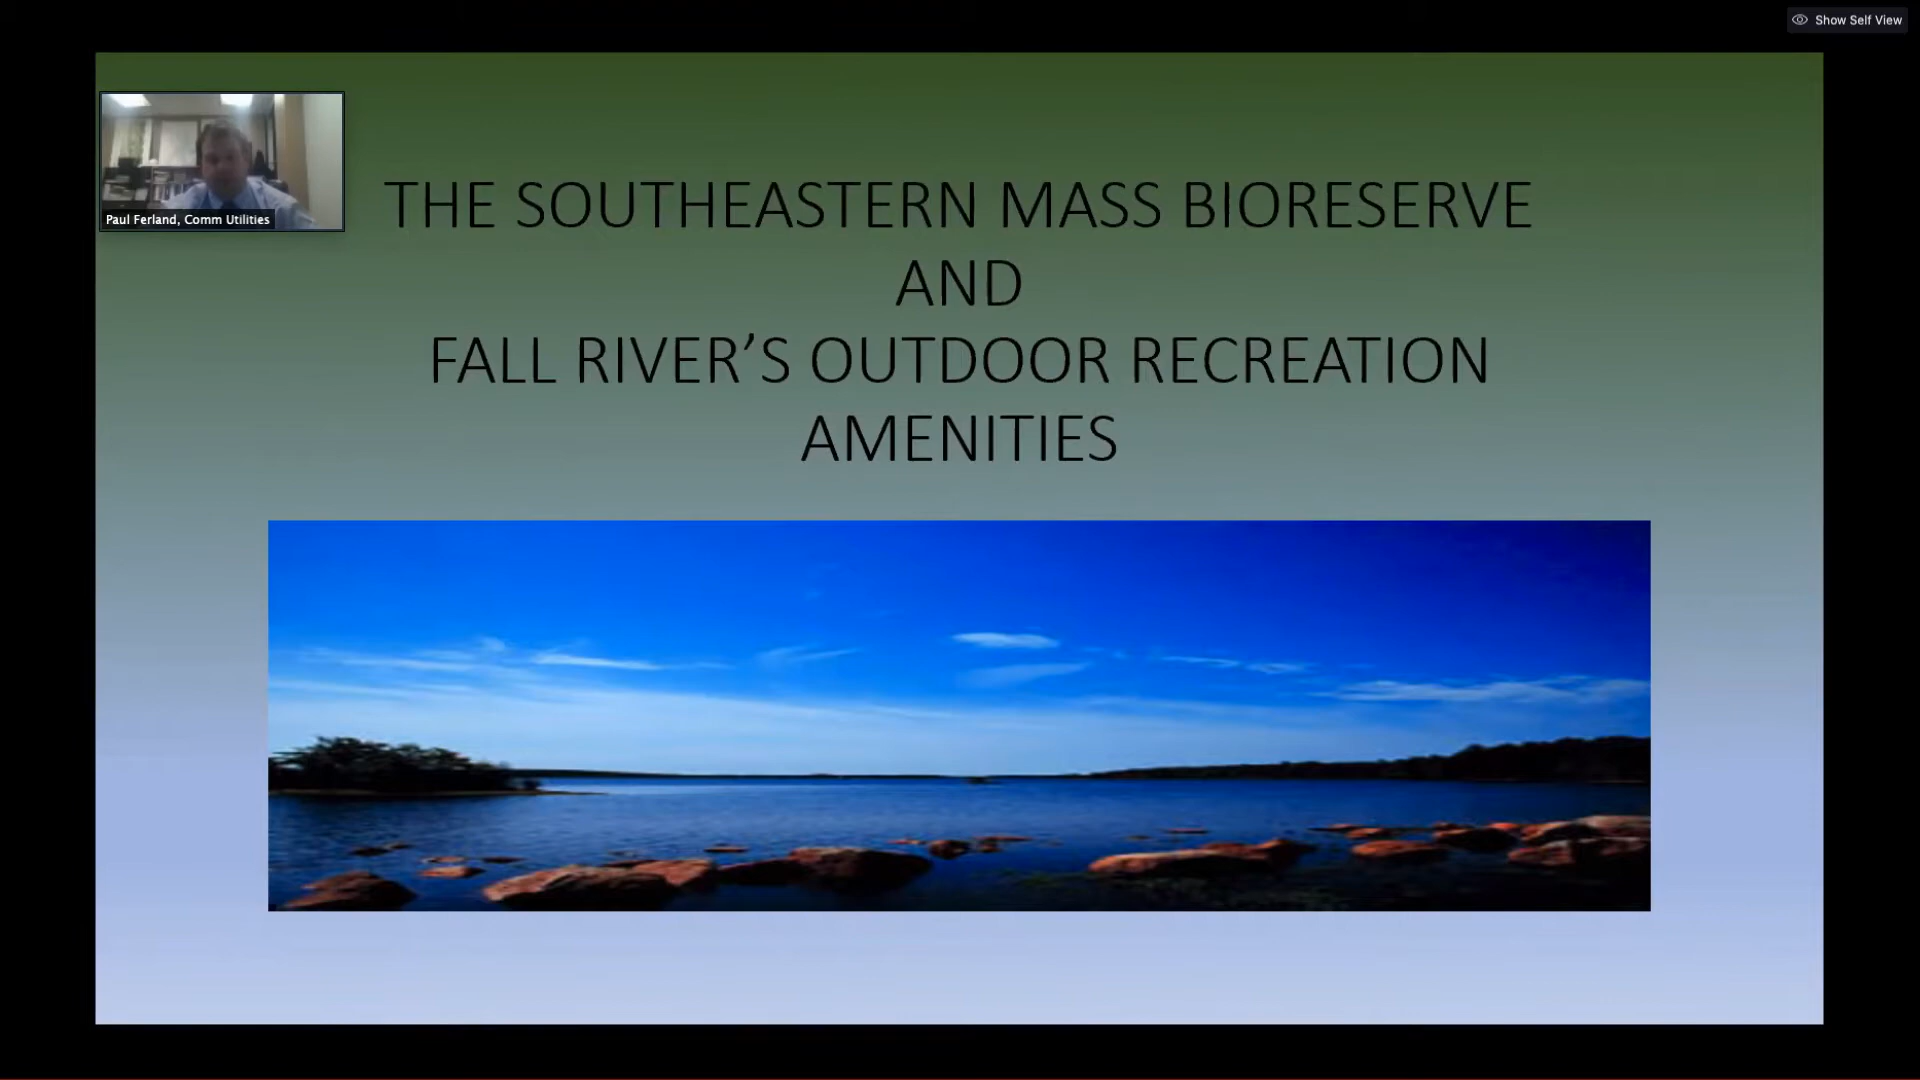 Show Self View
Paul Ferland, Comm Utilities
THE SOUTHEASTERN MASS BIORESERVE
AND
FALL RIVER’S OUTDOOR RECREATION
AMENITIES